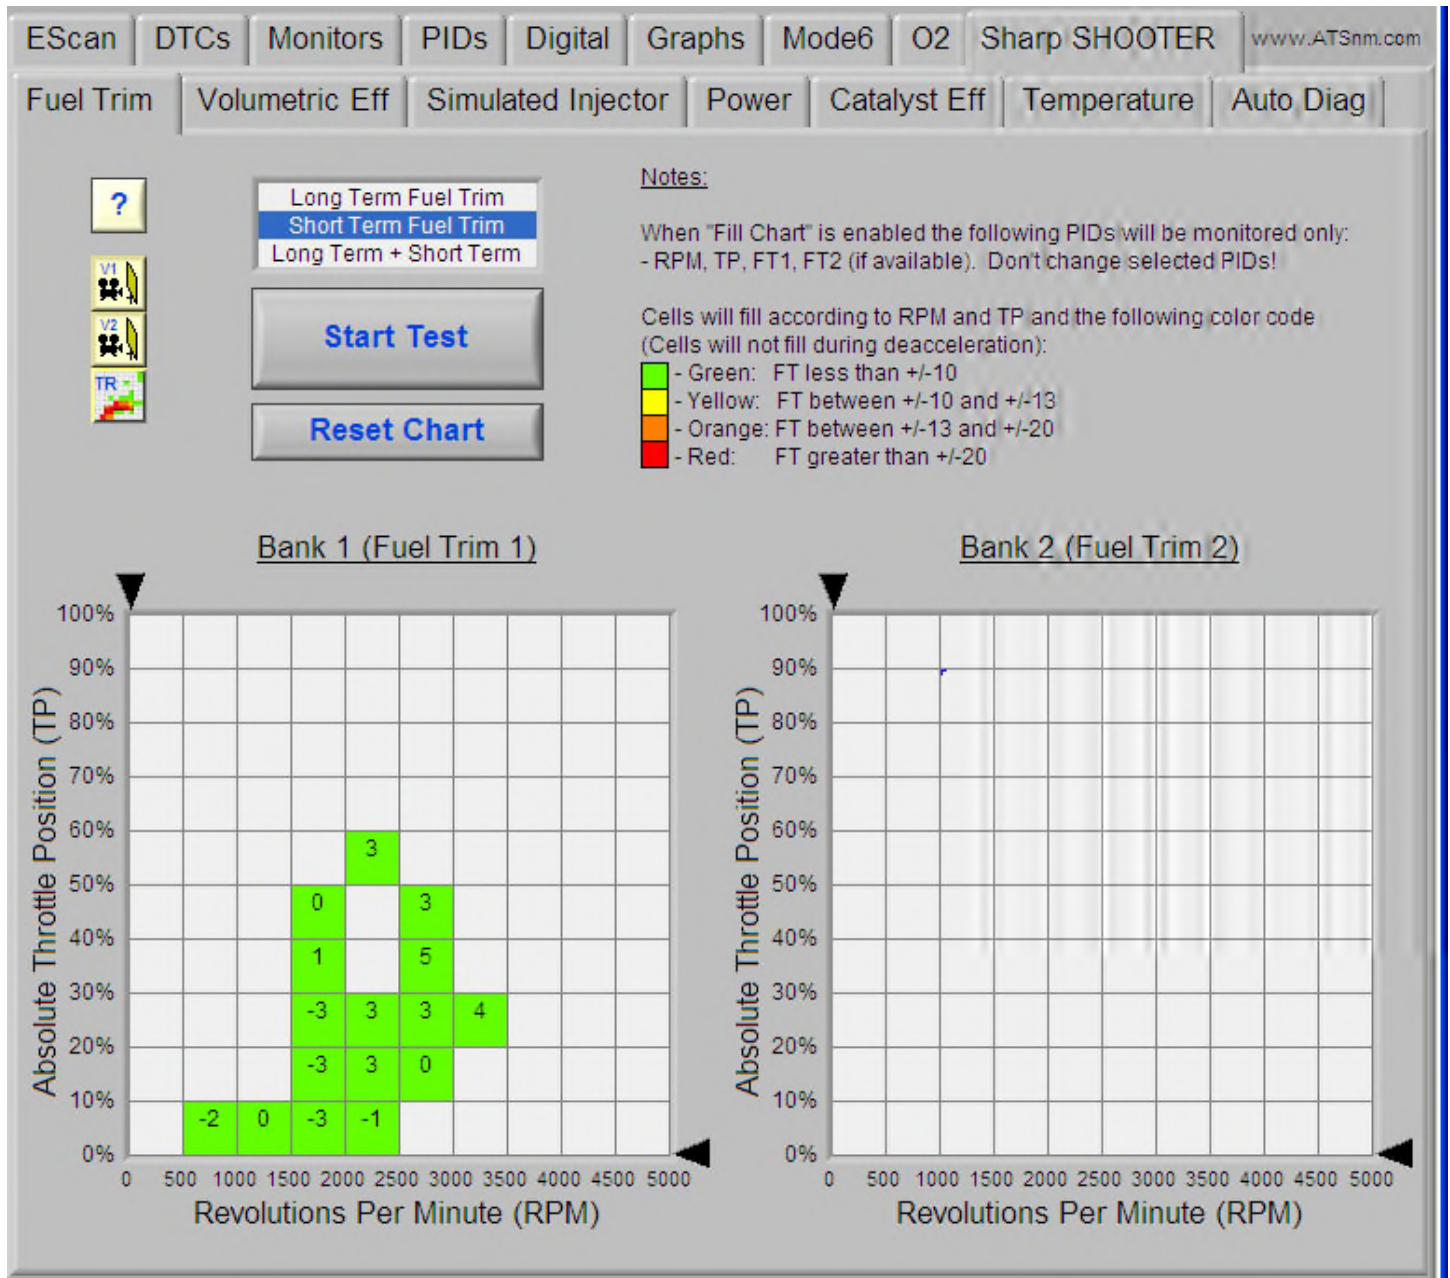 EScan DTCs Monitors PIDs Digital Graphs Mode6 O2 Sharp SHOOTER www.ATSnm.com
Fuel Trim Volumetric Eff Simulated Injector Power Catalyst Eff Temperature Auto Diag
?
V1
V2
TR
Long Term Fuel Trim
Short Term Fuel Trim
Long Term + Short Term
Start Test
Reset Chart
Notes:
When "Fill Chart" is enabled the following PIDs will be monitored only:
- RPM, TP, FT1, FT2 (if available). Don't change selected PIDs!
Cells will fill according to RPM and TP and the following color code
(Cells will not fill during deacceleration):
- Green: FT less than +/-10
- Yellow: FT between +/-10 and +/-13
- Orange: FT between +/-13 and +/-20
- Red: FT greater than +/-20
Bank 1 (Fuel Trim 1)
Absolute Throttle Position (TP)
100%
90%
80%
70%
60%
3
50%
0 3
40%
1 5
30%
-3 3 3 4
20%
-3 3 0
10%
-2 0 -3 -1
0%
0 500 1000 1500 2000 2500 3000 3500 4000 4500 5000
Revolutions Per Minute (RPM)
Bank 2 (Fuel Trim 2)
Absolute Throttle Position (TP)
100%
90%
80%
70%
60%
50%
40%
30%
20%
10%
0%
0 500 1000 1500 2000 2500 3000 3500 4000 4500 5000
Revolutions Per Minute (RPM)